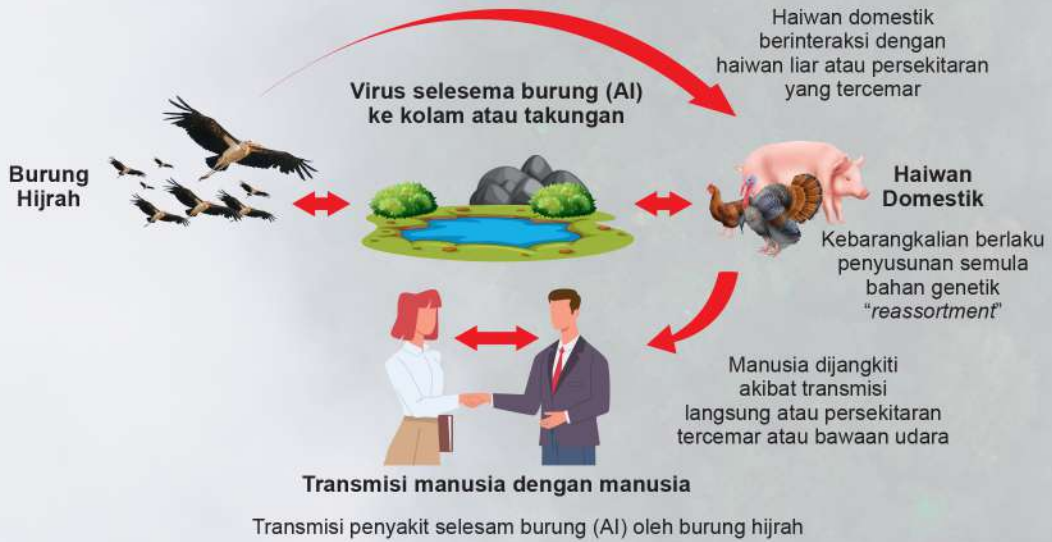 Haiwan domestik
berinteraksi dengan
haiwan liar atau persekitaran
yang tercemar
Virus selesema burung (AI)
ke kolam atau takungan
Burung
Hijrah
Haiwan
Domestik
Kebarangkalian berlaku
penyusunan semula
bahan genetik
“reassortment”
Manusia dijangkiti
akibat transmisi
langsung atau persekitaran
tercemar atau bawaan udara
Transmisi manusia dengan manusia
Transmisi penyakit selesam burung (AI) oleh burung hijrah